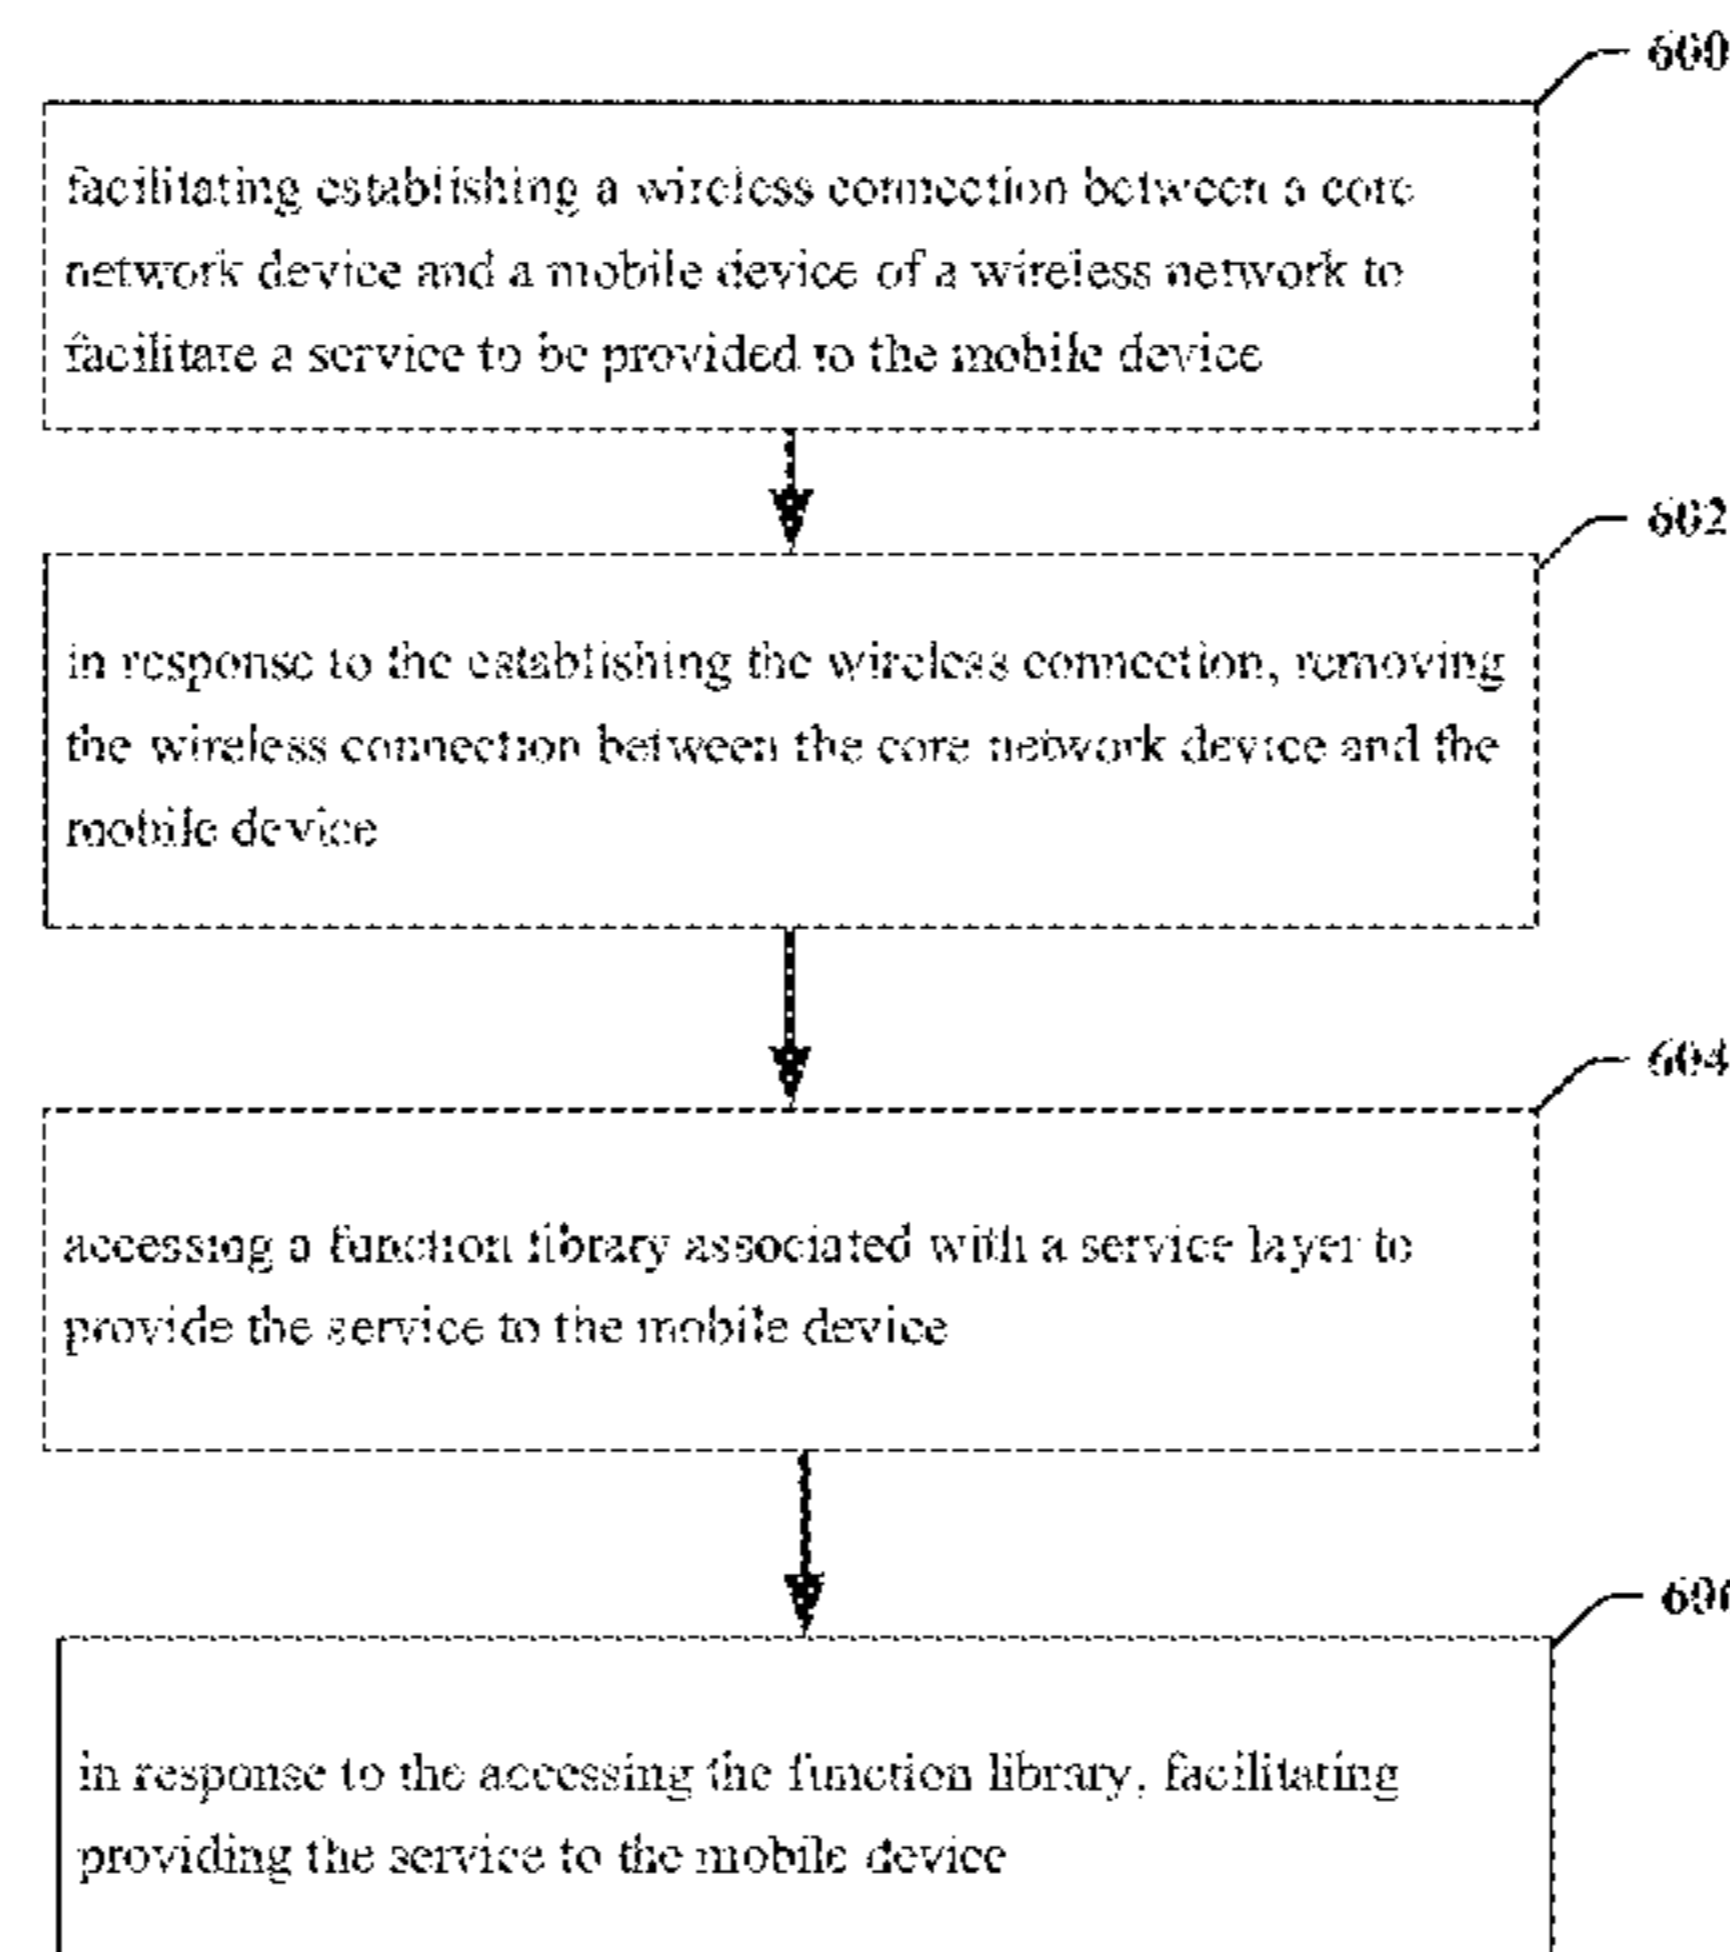 600
facilitating establishing a wireless connection between a core
network device and a mobile device of a wireless network to
facilitate a service to be provided to the mobile device
602
in response to the establishing the wireless connection, removing
the wireless connection between the core network device and the
mobile device
604
accessing a function library associated with a service layer to
provide the service to the mobile device
in response to the accessing the function library, facilitating
providing the service to the mobile device